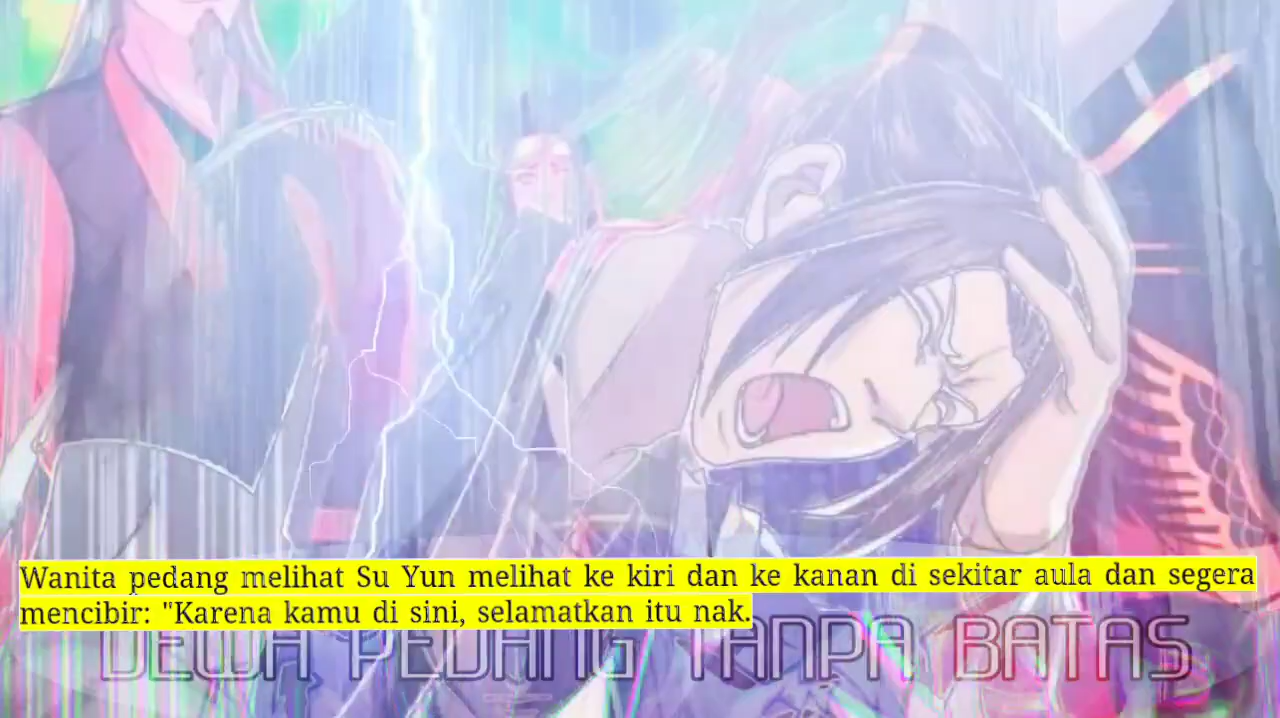 Wanita pedang melihat Su Yun melihat ke kiri dan ke kanan di sekitar aula dan segera
mencibir: "Karena kamu di sini, selamatkan itu nak.
DEWA PEDANG TANPA BATAS